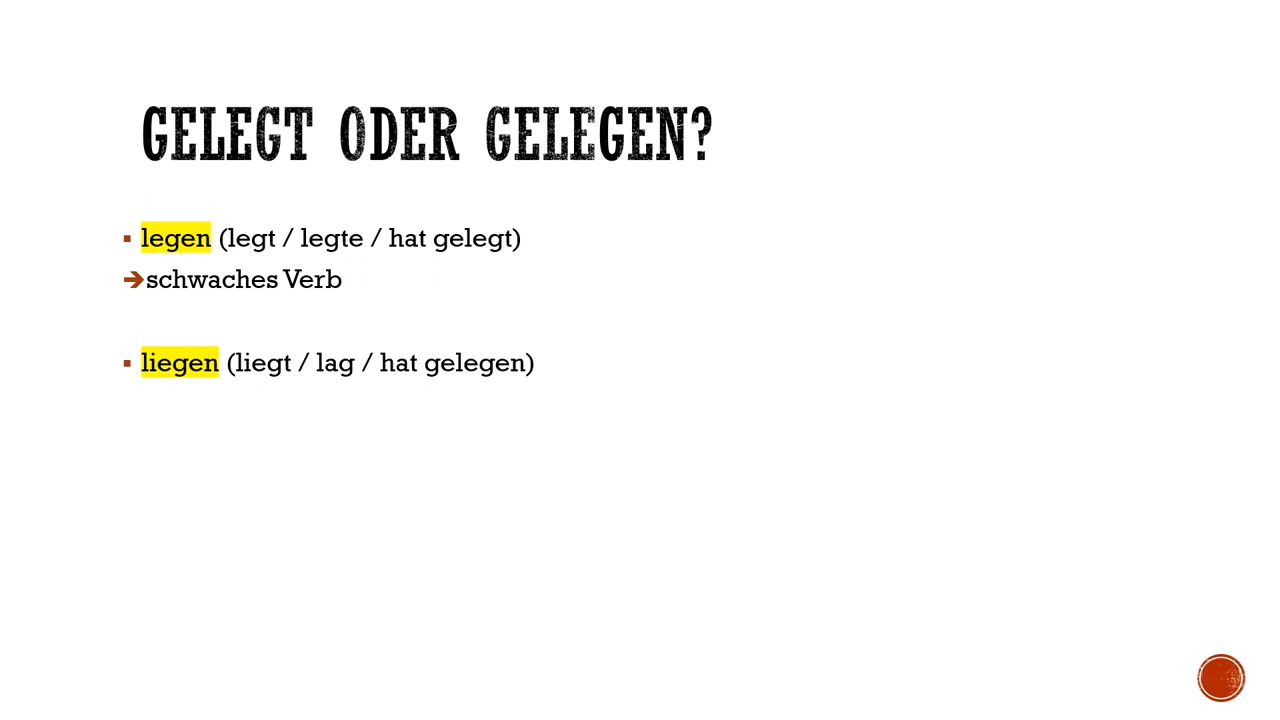 GELEGT ODER GELEGEN?
▪ legen (legt / legte / hat gelegt)
➔schwaches Verb
▪ liegen (liegt / lag / hat gelegen)